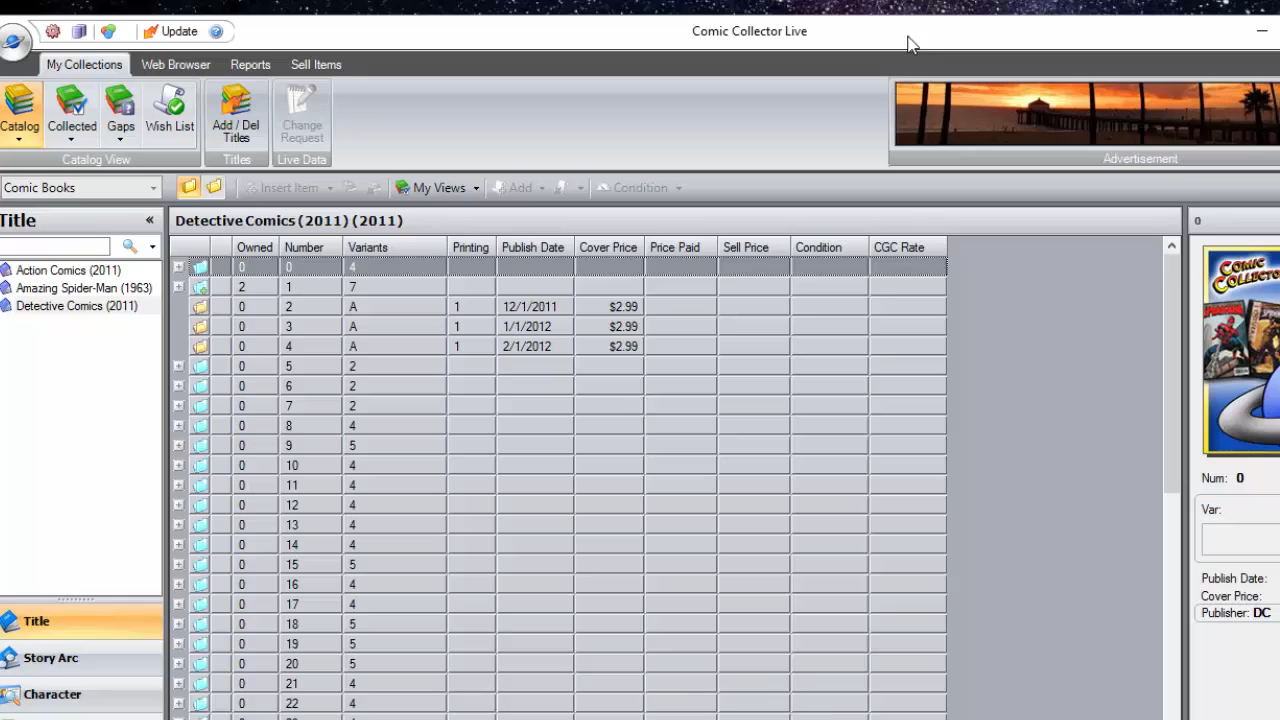 Update
Comic Collector Live
My Collections Web Browser Reports Sell Items
Catalog Collected Gaps Wish List Add / Del Titles Change Request
Catalog View Titles Live Data Advertisement
Comic Books Insert Item My Views Add Condition
Title « Detective Comics (2011) (2011) 0
Owned Number Variants Printing Publish Date Cover Price Price Paid Sell Price Condition CGC Rate
Action Comics (2011)
Amazing Spider-Man (1963)
Detective Comics (2011)
0 0 4
2 1 7
0 2 A 1 12/1/2011 $2.99
0 3 A 1 1/1/2012 $2.99
0 4 A 1 2/1/2012 $2.99
0 5 2
0 6 2
0 7 2
0 8 4
0 9 5
0 10 4
0 11 4
0 12 4
0 13 4
0 14 4
0 15 5
0 16 4
0 17 4
0 18 5
0 19 5
0 20 5
0 21 4
0 22 4
Title
Story Arc
Character
COMIC
COLLECTO
Num: 0
Var:
Publish Date:
Cover Price:
Publisher: DC